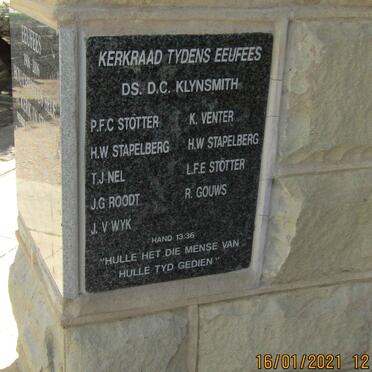 KERKRAAD TYDENS EEUFEES
DS. D.C. KLYNSMITH
P.F.C STÖTTER
K. VENTER
H.W STAPELBERG
H.W STAPELBERG
T.J NEL
L.F.E STÖTTER
J.G ROODT
R. GOUWS
J. V WYK
HAND 13:36
"HULLE HET DIE MENSE VAN
HULLE TYD GEDIEN."
16/01/2021 12